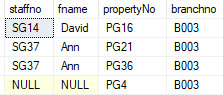 staffno fname propertyNo branchno
SG14 David PG16 B003
SG37 Ann PG21 B003
SG37 Ann PG36 B003
NULL NULL PG4 B003